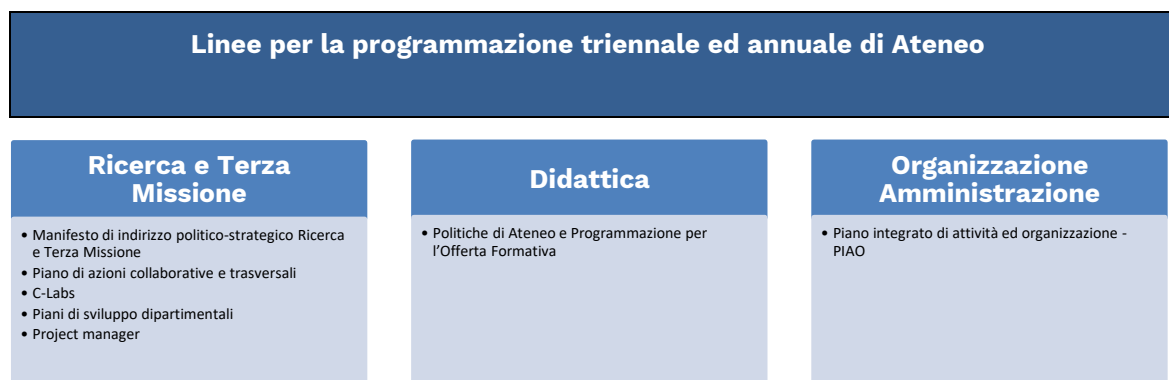 Linee per la programmazione triennale ed annuale di Ateneo
Ricerca e Terza
Missione
• Manifesto di indirizzo politico-strategico Ricerca
e Terza Missione
• Piano di azioni collaborative e trasversali
• C-Labs
• Piani di sviluppo dipartimentali
• Project manager
Didattica
• Politiche di Ateneo e Programmazione per
l’Offerta Formativa
Organizzazione
Amministrazione
• Piano integrato di attività ed organizzazione -
PIAO